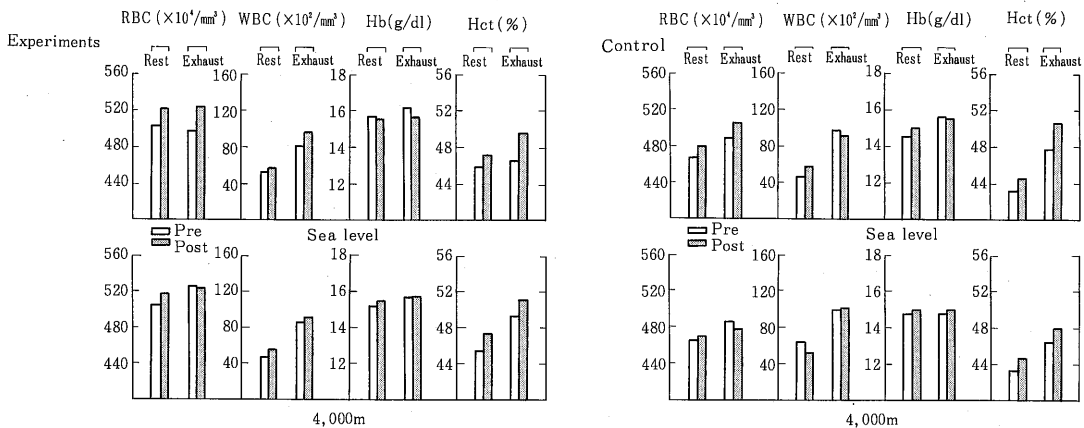 RBC (×10⁴/mm³) WBC (×10²/mm³) Hb(g/dl) Hct(%)
Experiments
Rest Exhaust Rest Exhaust Rest Exhaust Rest Exhaust
560 160 18 56
520 120 16 52
480 80 14 48
440 40 12 44
Pre
Post
Sea level
560 160 18 56
520 120 16 52
480 80 14 48
440 40 12 44
4,000m
RBC (×10⁴/mm³) WBC (×10²/mm³) Hb(g/dl) Hct(%)
Control
Rest Exhaust Rest Exhaust Rest Exhaust Rest Exhaust
560 160 18 56
520 120 16 52
480 80 14 48
440 40 12 44
Pre
Post
Sea level
560 160 18 56
520 120 16 52
480 80 14 48
440 40 12 44
4,000m